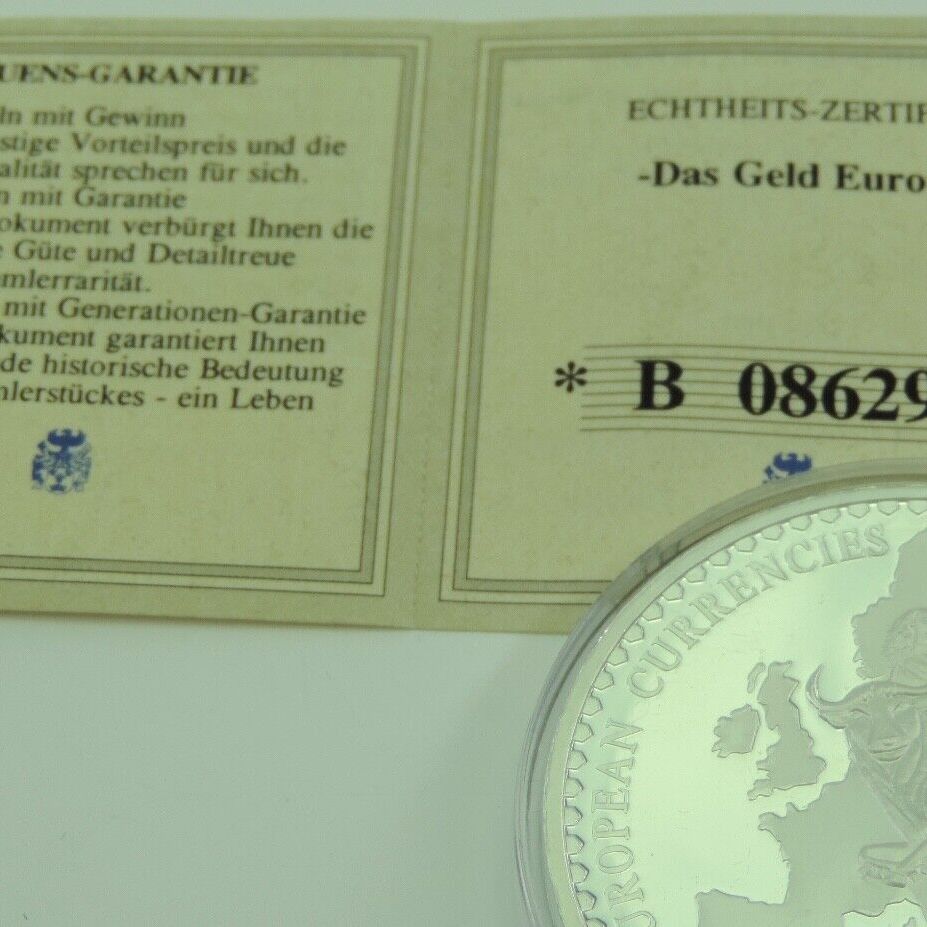 UENS-GARANTIE
ln mit Gewinn
stige Vorteilspreis und die
alität sprechen für sich.
n mit Garantie
okument verbürgt Ihnen die
e Güte und Detailtreue
mlerrarität.
mit Generationen-Garantie
kument garantiert Ihnen
de historische Bedeutung
hlerstückes - ein Leben
ECHTHEITS-ZERTIF
-Das Geld Euro
* B 08629
UROPEAN CURRENCIES